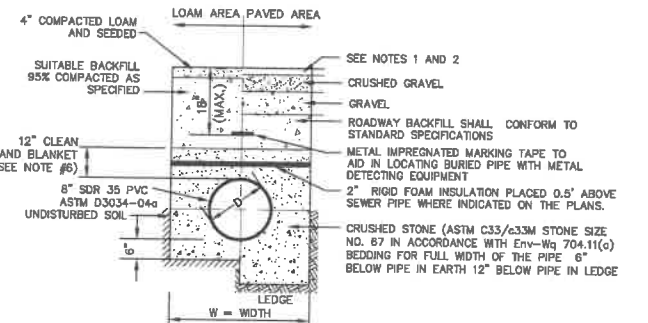 LOAM AREA PAVED AREA
4" COMPACTED LOAM
AND SEEDED
SUITABLE BACKFILL
95% COMPACTED AS
SPECIFIED
18"
(MAX.)
12" CLEAN
AND BLANKET
(SEE NOTE #6)
8" SDR 35 PVC
ASTM D3034-04a
UNDISTURBED SOIL
D
6"
SEE NOTES 1 AND 2
CRUSHED GRAVEL
GRAVEL
ROADWAY BACKFILL SHALL CONFORM TO
STANDARD SPECIFICATIONS
METAL IMPREGNATED MARKING TAPE TO
AID IN LOCATING BURIED PIPE WITH METAL
DETECTING EQUIPMENT
2" RIGID FOAM INSULATION PLACED 0.5' ABOVE
SEWER PIPE WHERE INDICATED ON THE PLANS.
CRUSHED STONE (ASTM C33/c33M STONE SIZE
NO. 67 IN ACCORDANCE WITH Env-Wq 704.11(a)
BEDDING FOR FULL WIDTH OF THE PIPE 6"
BELOW PIPE IN EARTH 12" BELOW PIPE IN LEDGE
LEDGE
W = WIDTH